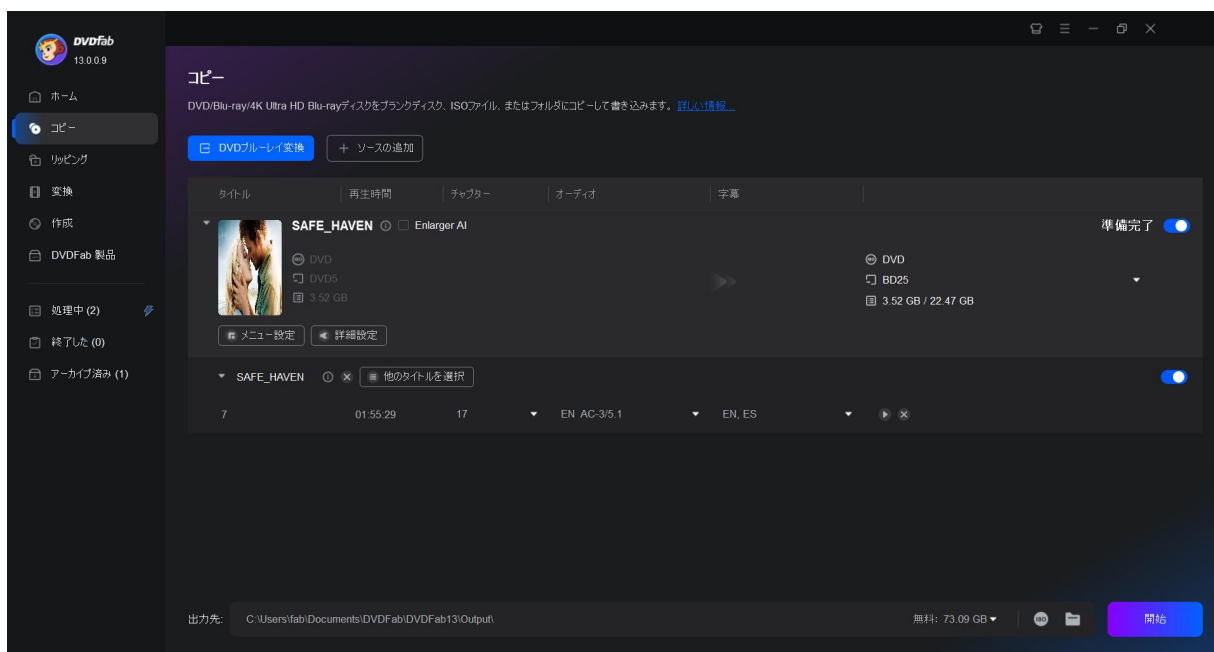 DVDFab
13.0.0.9
ホーム
コピー
リッピング
変換
作成
DVDFab 製品
処理中 (2)
終了した (0)
アーカイブ済み (1)
コピー
DVD/Blu-ray/4K Ultra HD Blu-rayディスクをブランクディスク、ISOファイル、またはフォルダにコピーして書き込みます。詳しい情報...
DVDブルーレイ変換 ソースの追加
タイトル 再生時間 チャプター オーディオ 字幕
SAFE_HAVEN Enlarger AI 準備完了
DVD DVD
DVD5 BD25
3.52 GB 3.52 GB / 22.47 GB
メニュー設定 詳細設定
SAFE_HAVEN 他のタイトルを選択
7 01:55:29 17 EN AC-3/5.1 EN, ES
出力先: C:\Users\fab\Documents\DVDFab\DVDFab13\Output\ 無料: 73.09 GB ISO 開始